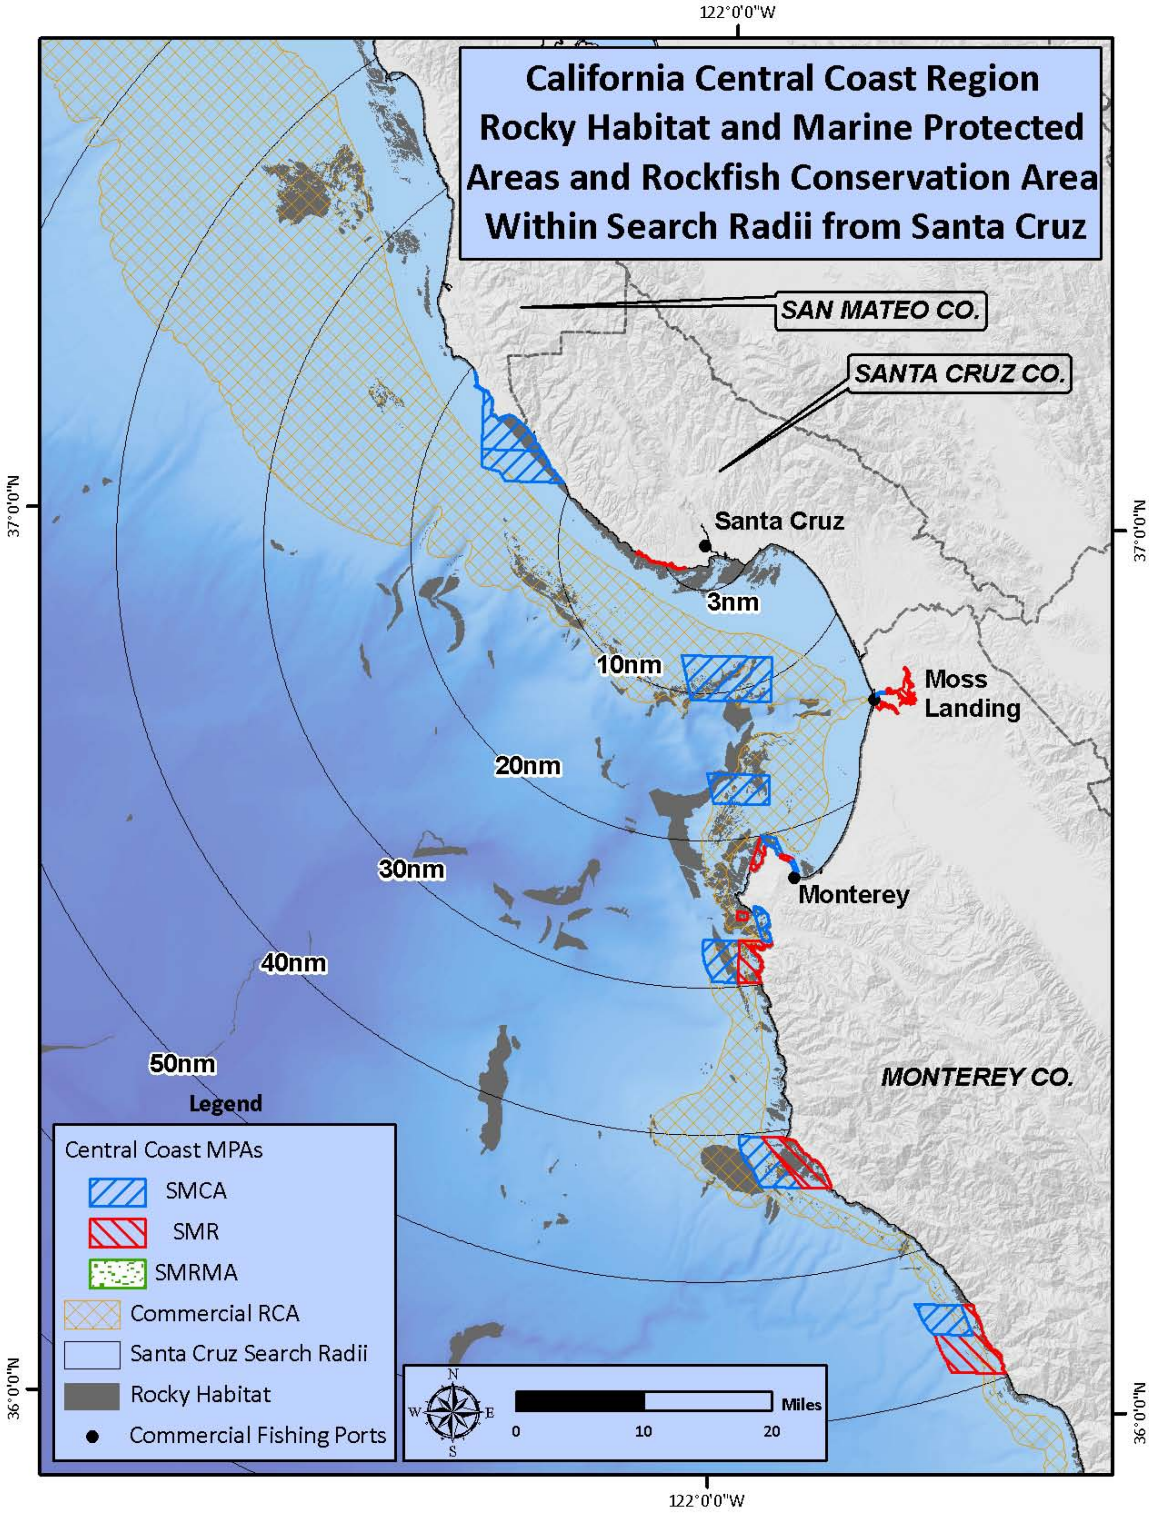 122°0'0"W
California Central Coast Region
Rocky Habitat and Marine Protected
Areas and Rockfish Conservation Area
Within Search Radii from Santa Cruz
SAN MATEO CO.
SANTA CRUZ CO.
37°0'0"N
37°0'0"N
Santa Cruz
3nm
10nm
Moss
Landing
20nm
30nm
Monterey
40nm
50nm
MONTEREY CO.
Legend
Central Coast MPAs
SMCA
SMR
SMRMA
Commercial RCA
Santa Cruz Search Radii
Rocky Habitat
Commercial Fishing Ports
N
W E
S
Miles
0 10 20
36°0'0"N
36°0'0"N
122°0'0"W